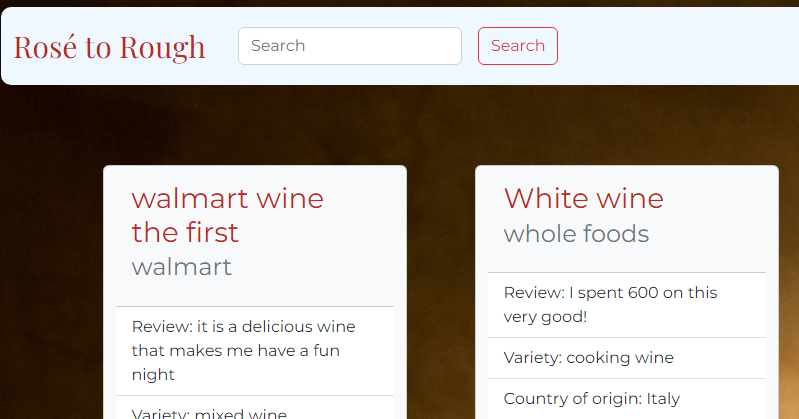 Rosé to Rough
Search
Search
walmart wine
the first
walmart
Review: it is a delicious wine
that makes me have a fun
night
Variety: mixed wine
White wine
whole foods
Review: I spent 600 on this
very good!
Variety: cooking wine
Country of origin: Italy